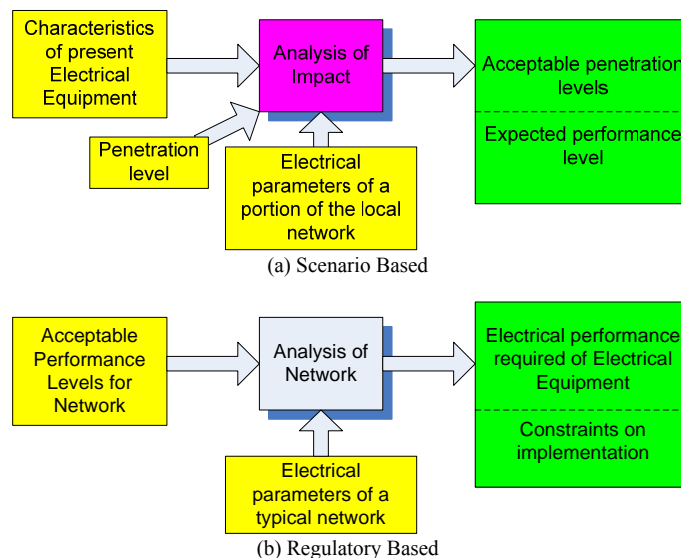 Characteristics
of present
Electrical
Equipment
Analysis of
Impact
Acceptable penetration
levels
Expected performance
level
Penetration
level
Electrical
parameters of a
portion of the local
network
(a) Scenario Based
Acceptable
Performance
Levels for
Network
Analysis of
Network
Electrical performance
required of Electrical
Equipment
Constraints on
implementation
Electrical
parameters of a
typical network
(b) Regulatory Based